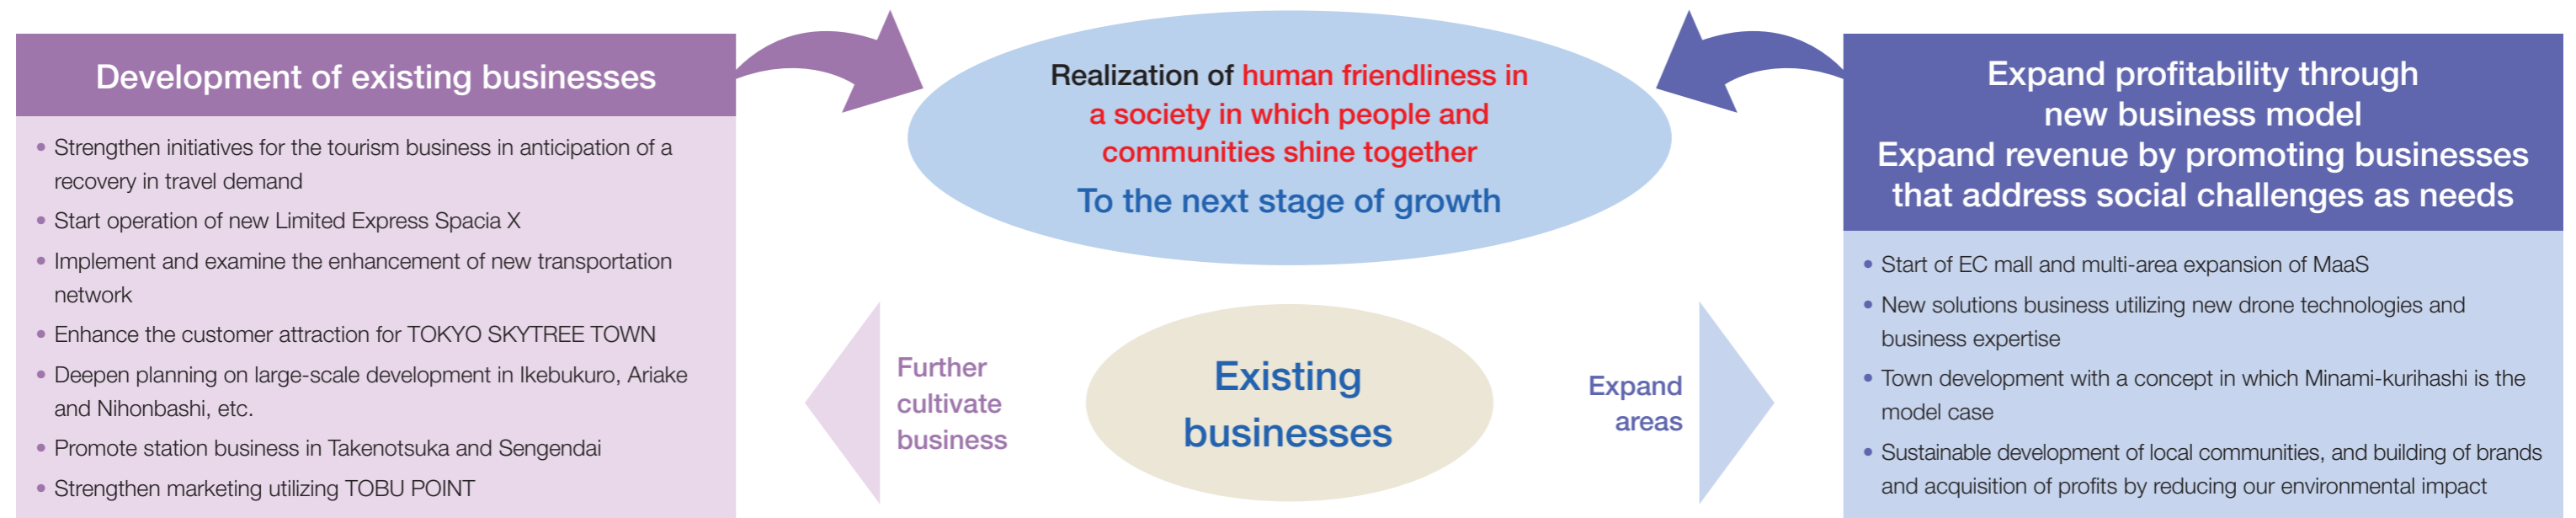 Development of existing businesses
• Strengthen initiatives for the tourism business in anticipation of a
recovery in travel demand
• Start operation of new Limited Express Spacia X
• Implement and examine the enhancement of new transportation
network
• Enhance the customer attraction for TOKYO SKYTREE TOWN
• Deepen planning on large-scale development in Ikebukuro, Ariake
and Nihonbashi, etc.
• Promote station business in Takenotsuka and Sengendai
• Strengthen marketing utilizing TOBU POINT
Realization of human friendliness in
a society in which people and
communities shine together
To the next stage of growth
Further
cultivate
business
Existing
businesses
Expand
areas
Expand profitability through
new business model
Expand revenue by promoting businesses
that address social challenges as needs
• Start of EC mall and multi-area expansion of MaaS
• New solutions business utilizing new drone technologies and
business expertise
• Town development with a concept in which Minami-kurihashi is the
model case
• Sustainable development of local communities, and building of brands
and acquisition of profits by reducing our environmental impact